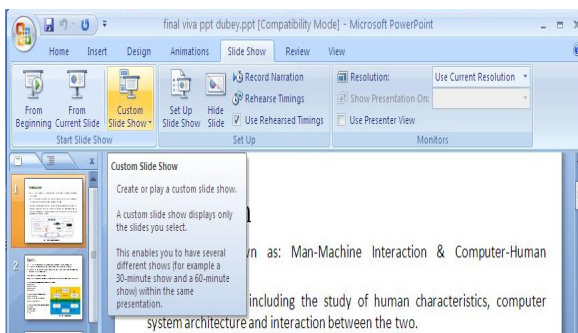 final viva ppt dubey.ppt [Compatibility Mode] - Microsoft PowerPoint
Home Insert Design Animations Slide Show Review View
From Beginning
From Current Slide
Custom Slide Show
Start Slide Show
Set Up Slide Show
Hide Slide
Record Narration
Rehearse Timings
Use Rehearsed Timings
Set Up
Resolution: Use Current Resolution
Show Presentation On:
Use Presenter View
Monitors
Custom Slide Show
Create or play a custom slide show.
A custom slide show displays only
the slides you select.
This enables you to have several
different shows (for example a
30-minute show and a 60-minute
show) within the same
presentation.
1
2
n as: Man-Machine Interaction & Computer-Human
including the study of human characteristics, computer
system architecture and interaction between the two.